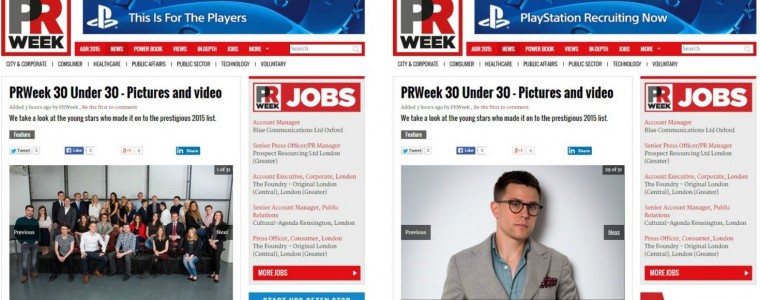 PR
WEEK
This Is For The Players
ABR 2015 NEWS POWER BOOK VIEWS IN-DEPTH JOBS MORE Search
CITY & CORPORATE CONSUMER HEALTHCARE PUBLIC AFFAIRS PUBLIC SECTOR TECHNOLOGY VOLUNTARY
PRWeek 30 Under 30 - Pictures and video
Added 3 hours ago by PRWeek , Be the first to comment
We take a look at the young stars who made it on to the prestigious 2015 list.
Feature
Tweet Like +1 Share
1 of 31
Previous
Next
PR
WEEK
JOBS
Account Manager
Blue Communications Ltd Oxford
Senior Press Officer/PR Manager
Prospect Resourcing Ltd London
(Greater)
Account Executive, Corporate, London
The Foundry - Original London
(Central), London (Greater)
Senior Account Manager, Public
Relations
Cultural-Agenda Kensington, London
Press Officer, Consumer, London
The Foundry - Original London
(Central), London (Greater)
MORE JOBS
PR
WEEK
PlayStation Recruiting Now
ABR 2015 NEWS POWER BOOK VIEWS IN-DEPTH JOBS MORE Search
CITY & CORPORATE CONSUMER HEALTHCARE PUBLIC AFFAIRS PUBLIC SECTOR TECHNOLOGY VOLUNTARY
PRWeek 30 Under 30 - Pictures and video
Added 3 hours ago by PRWeek , Be the first to comment
We take a look at the young stars who made it on to the prestigious 2015 list.
Feature
Tweet Like +1 Share
Previous
Next
PR
WEEK
JOBS
Account Manager
Blue Communications Ltd Oxford
Senior Press Officer/PR Manager
Prospect Resourcing Ltd London
(Greater)
Account Executive, Corporate, London
The Foundry - Original London
(Central), London (Greater)
Senior Account Manager, Public
Relations
Cultural-Agenda Kensington, London
Press Officer, Consumer, London
The Foundry - Original London
(Central), London (Greater)
MORE JOBS